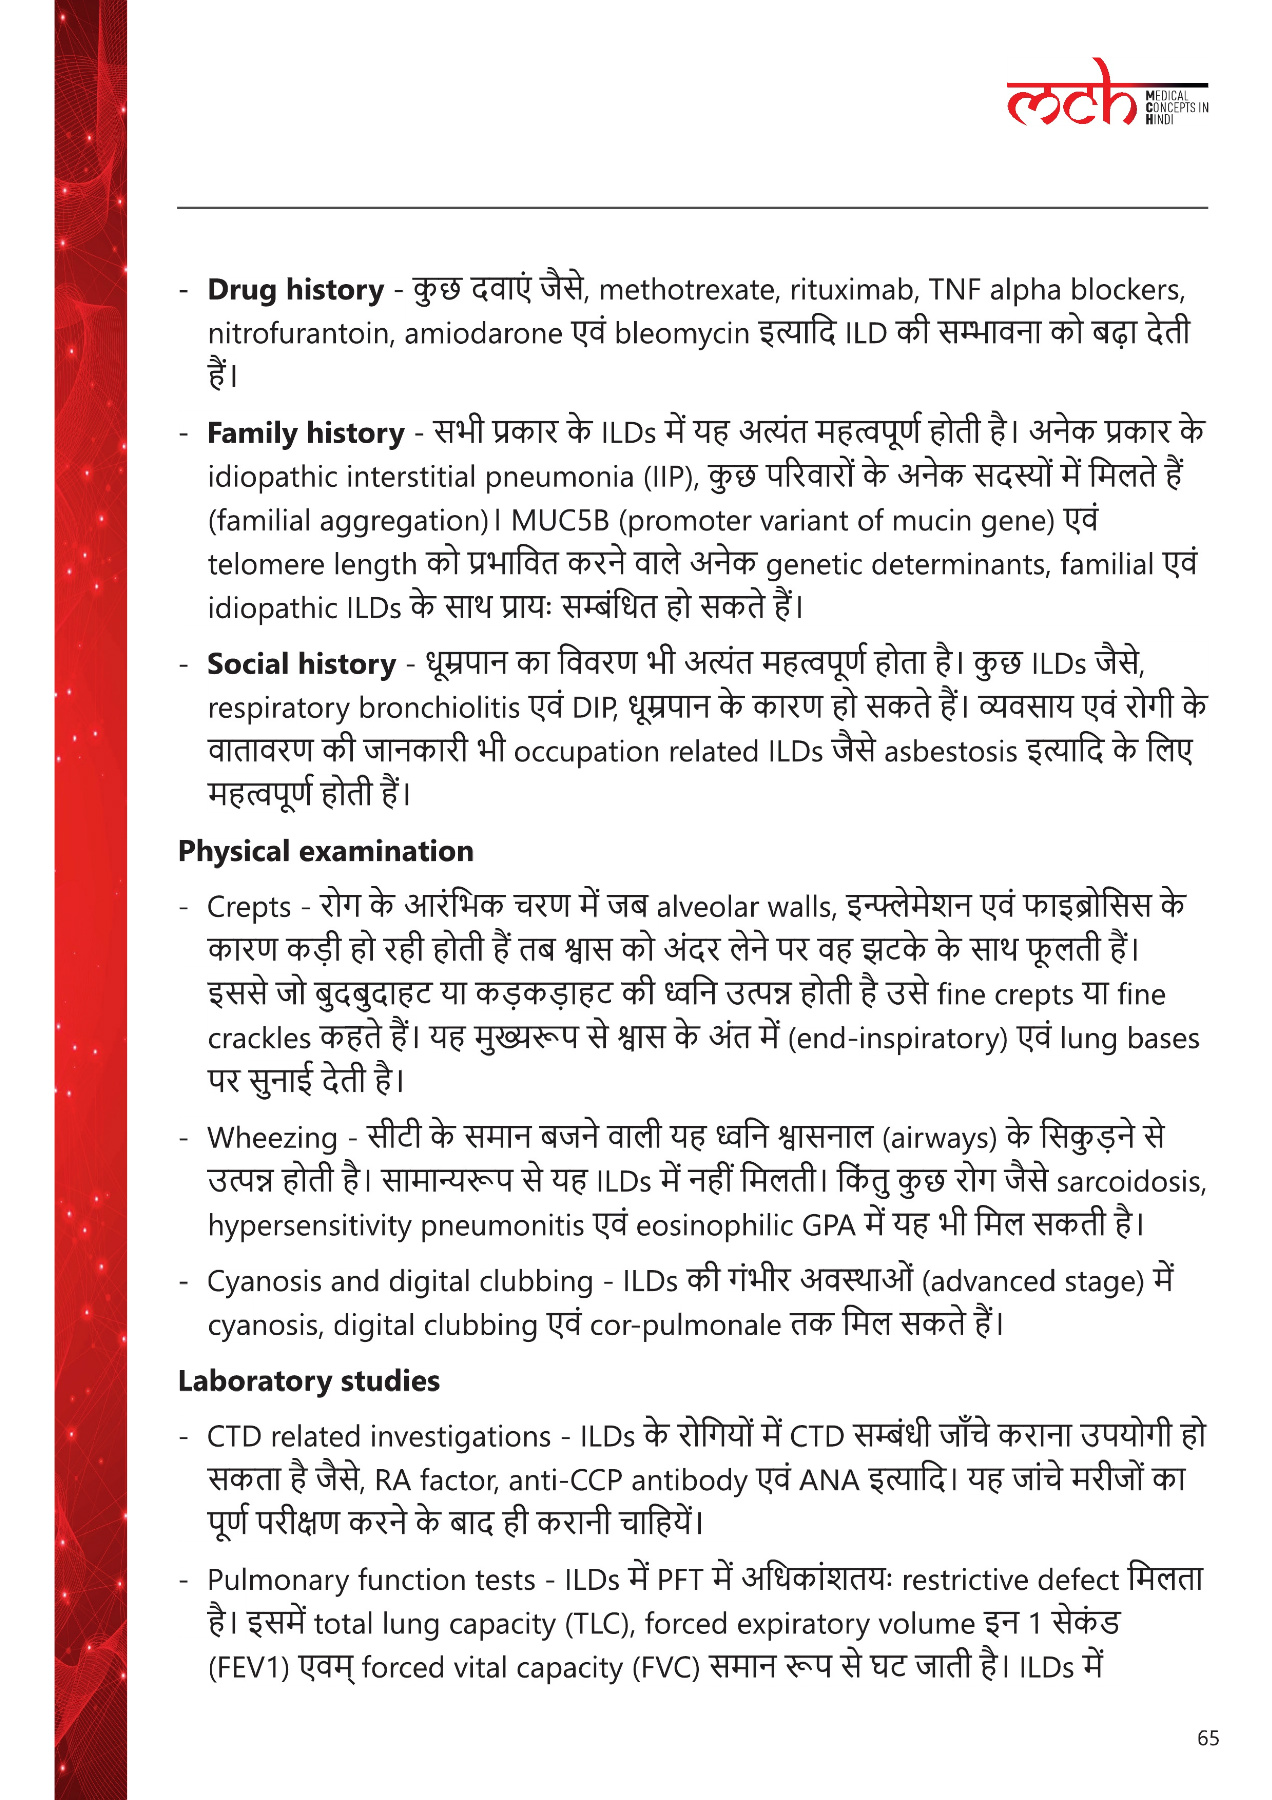 mch MEDICAL
CONCEPTS IN
HINDI
- Drug history - कुछ दवाएं जैसे, methotrexate, rituximab, TNF alpha blockers,
nitrofurantoin, amiodarone एवं bleomycin इत्यादि ILD की सम्भावना को बढ़ा देती
हैं।
- Family history - सभी प्रकार के ILDs में यह अत्यंत महत्वपूर्ण होती है। अनेक प्रकार के
idiopathic interstitial pneumonia (IIP), कुछ परिवारों के अनेक सदस्यों में मिलते हैं
(familial aggregation)। MUC5B (promoter variant of mucin gene) एवं
telomere length को प्रभावित करने वाले अनेक genetic determinants, familial एवं
idiopathic ILDs के साथ प्रायः सम्बंधित हो सकते हैं।
- Social history - धूम्रपान का विवरण भी अत्यंत महत्वपूर्ण होता है। कुछ ILDs जैसे,
respiratory bronchiolitis एवं DIP, धूम्रपान के कारण हो सकते हैं। व्यवसाय एवं रोगी के
वातावरण की जानकारी भी occupation related ILDs जैसे asbestosis इत्यादि के लिए
महत्वपूर्ण होती हैं।
Physical examination
- Crepts - रोग के आरंभिक चरण में जब alveolar walls, इन्फ्लेमेशन एवं फाइब्रोसिस के
कारण कड़ी हो रही होती हैं तब श्वास को अंदर लेने पर वह झटके के साथ फूलती हैं।
इससे जो बुदबुदाहट या कड़कड़ाहट की ध्वनि उत्पन्न होती है उसे fine crepts या fine
crackles कहते हैं। यह मुख्यरूप से श्वास के अंत में (end-inspiratory) एवं lung bases
पर सुनाई देती है।
- Wheezing - सीटी के समान बजने वाली यह ध्वनि श्वासनाल (airways) के सिकुड़ने से
उत्पन्न होती है। सामान्यरूप से यह ILDs में नहीं मिलती। किंतु कुछ रोग जैसे sarcoidosis,
hypersensitivity pneumonitis एवं eosinophilic GPA में यह भी मिल सकती है।
- Cyanosis and digital clubbing - ILDs की गंभीर अवस्थाओं (advanced stage) में
cyanosis, digital clubbing एवं cor-pulmonale तक मिल सकते हैं।
Laboratory studies
- CTD related investigations - ILDs के रोगियों में CTD सम्बंधी जाँचे कराना उपयोगी हो
सकता है जैसे, RA factor, anti-CCP antibody एवं ANA इत्यादि। यह जांचे मरीजों का
पूर्ण परीक्षण करने के बाद ही करानी चाहियें।
- Pulmonary function tests - ILDs में PFT में अधिकांशतयः restrictive defect मिलता
है। इसमें total lung capacity (TLC), forced expiratory volume इन 1 सेकंड
(FEV1) एवम् forced vital capacity (FVC) समान रूप से घट जाती है। ILDs में
65